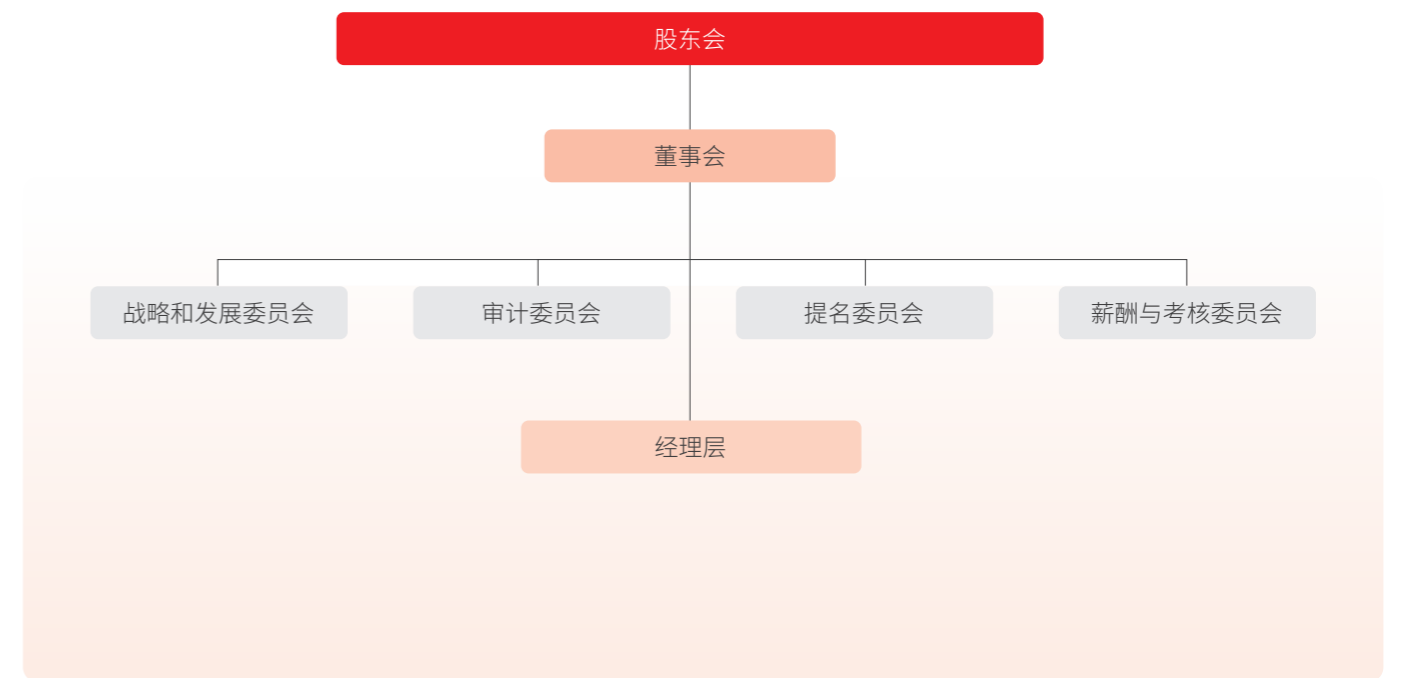 股东会
董事会
战略和发展委员会
审计委员会
提名委员会
薪酬与考核委员会
经理层